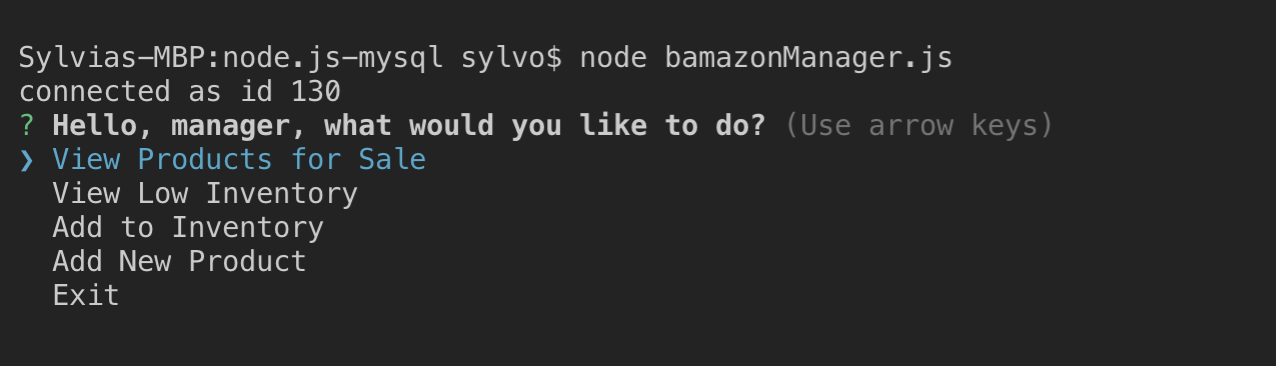 Sylvias-MBP:node.js-mysql sylvo$ node bamazonManager.js
connected as id 130
? Hello, manager, what would you like to do? (Use arrow keys)
❯ View Products for Sale
View Low Inventory
Add to Inventory
Add New Product
Exit